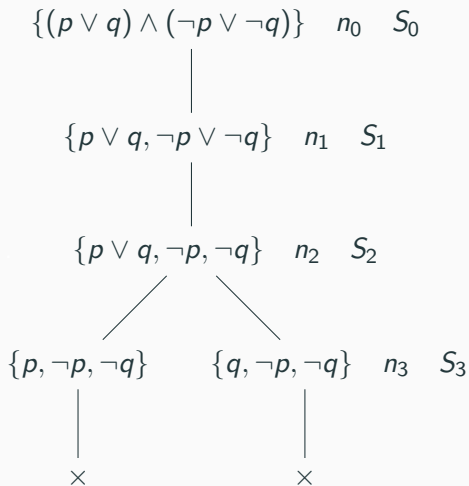 {(p ∨ q) ∧ (¬p ∨ ¬q)} n₀ S₀
{p ∨ q, ¬p ∨ ¬q} n₁ S₁
{p ∨ q, ¬p, ¬q} n₂ S₂
{p, ¬p, ¬q} {q, ¬p, ¬q} n₃ S₃
× ×